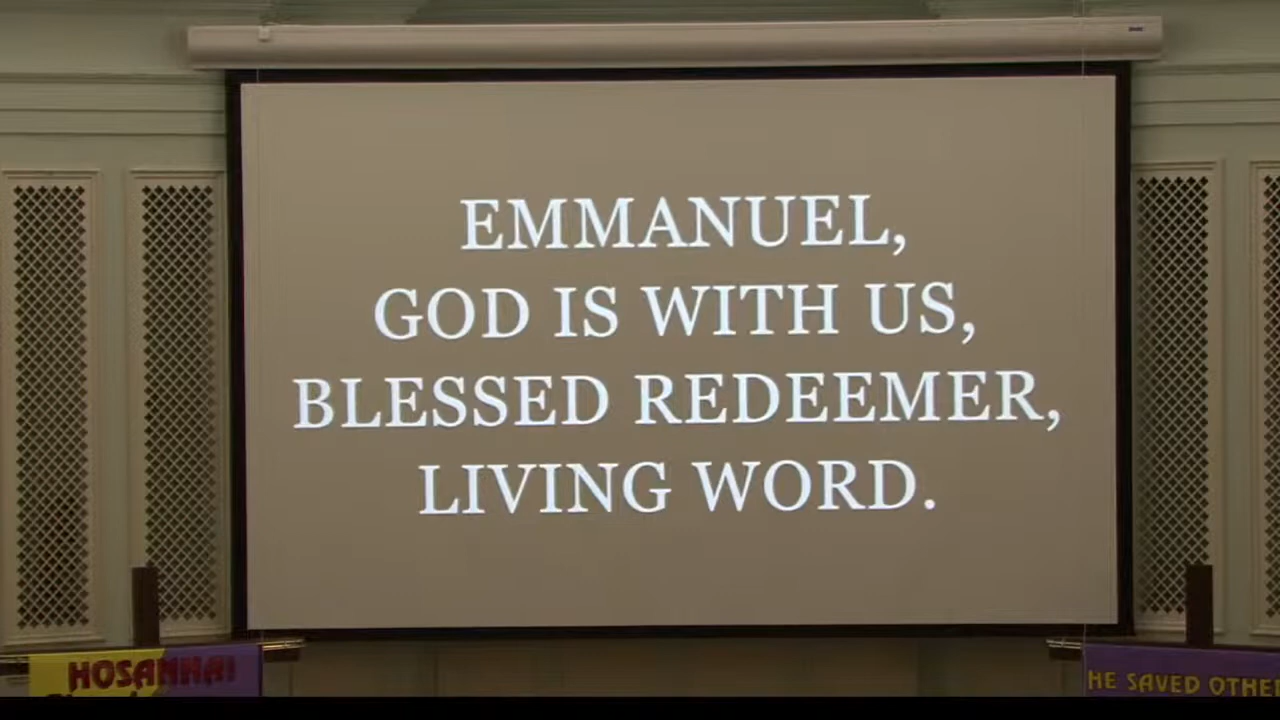 EMMANUEL,
GOD IS WITH US,
BLESSED REDEEMER,
LIVING WORD.
HOSANNA!
HE SAVED OTHE